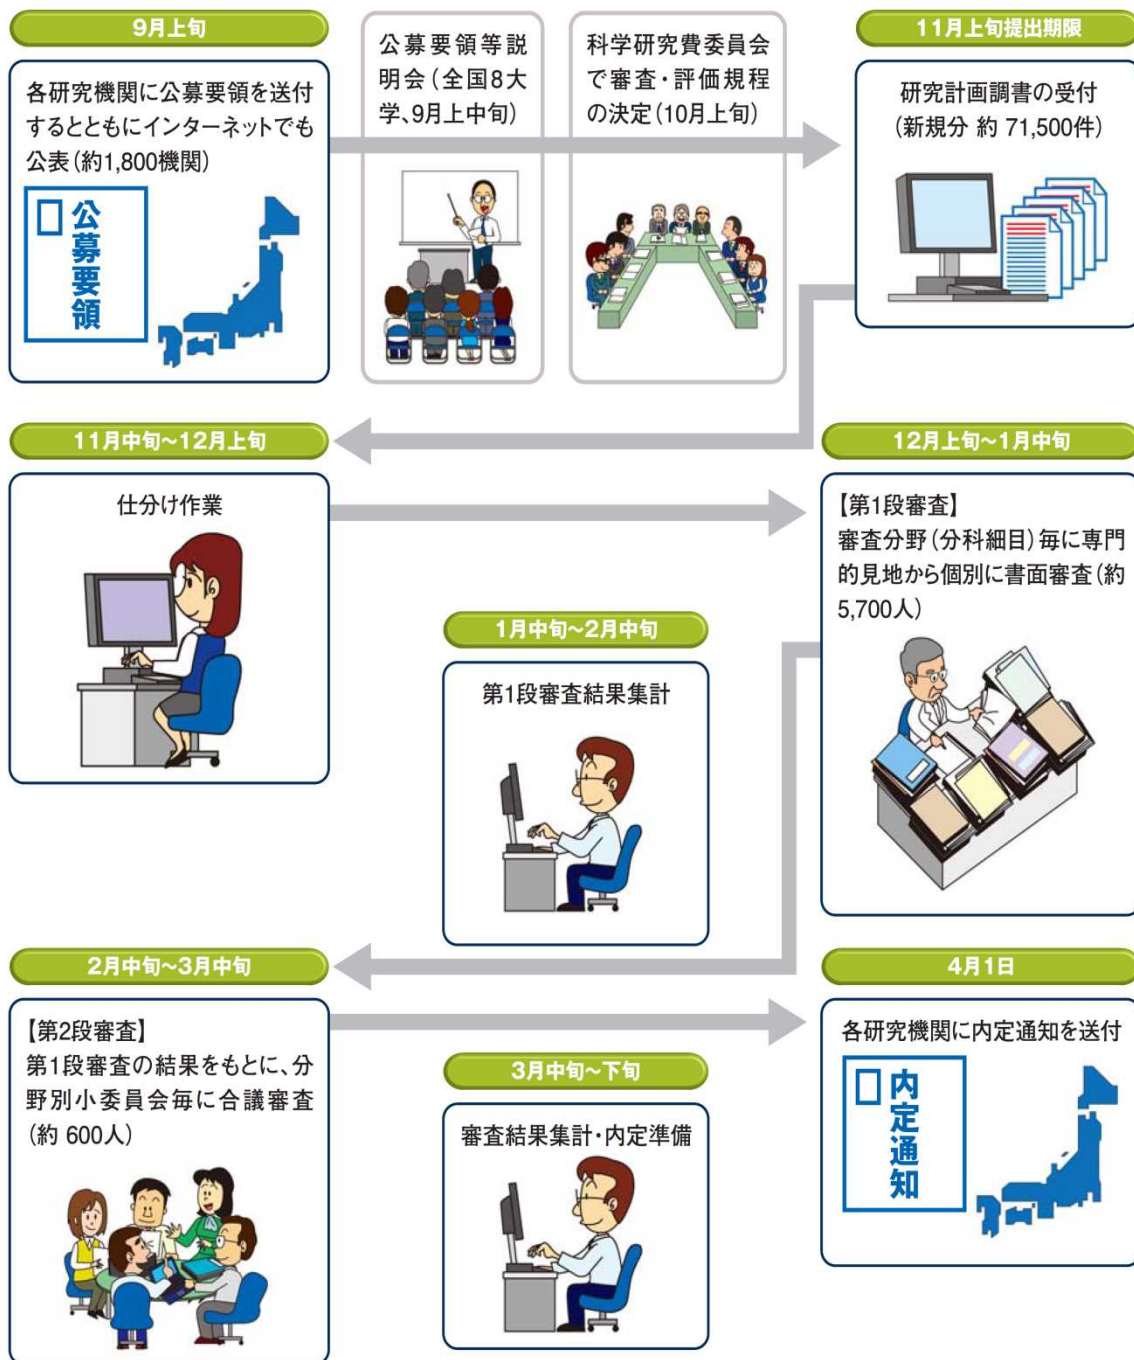 9月上旬
各研究機関に公募要領を送付
するとともにインターネットでも
公表(約1,800機関)
□公募要領
公募要領等説
明会(全国8大
学、9月上中旬)
科学研究費委員会
で審査・評価規程
の決定(10月上旬)
11月上旬提出期限
研究計画調書の受付
(新規分 約 71,500件)
11月中旬～12月上旬
仕分け作業
12月上旬～1月中旬
【第1段審査】
審査分野(分科細目)毎に専門
的見地から個別に書面審査(約
5,700人)
1月中旬～2月中旬
第1段審査結果集計
2月中旬～3月中旬
【第2段審査】
第1段審査の結果をもとに、分
野別小委員会毎に合議審査
(約 600人)
3月中旬～下旬
審査結果集計・内定準備
4月1日
各研究機関に内定通知を送付
□内定通知